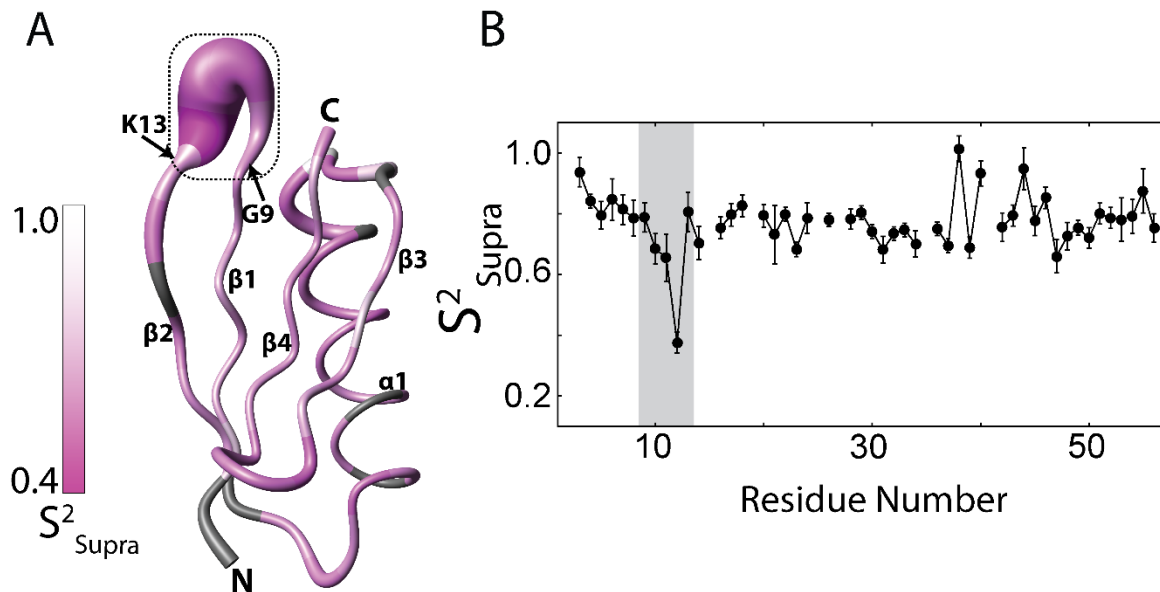 A
K13
G9
C
β1
β2
β3
β4
α1
N
1.0
0.4
S²Supra
B
S²Supra
1.0
0.6
0.2
10
30
50
Residue Number